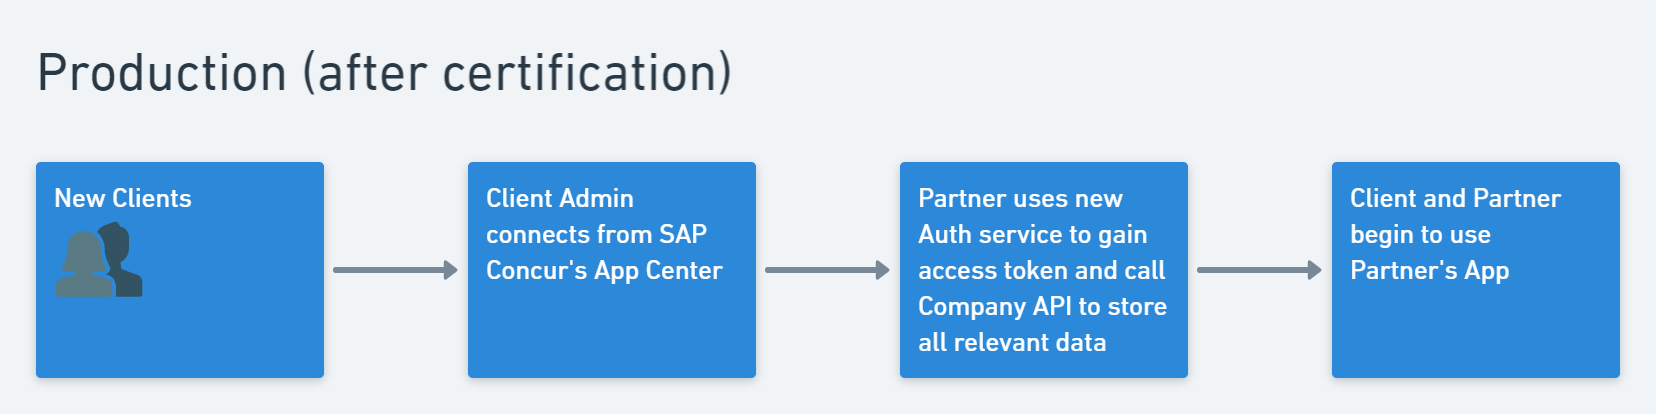 Production (after certification)
New Clients
Client Admin
connects from SAP
Concur's App Center
Partner uses new
Auth service to gain
access token and call
Company API to store
all relevant data
Client and Partner
begin to use
Partner's App